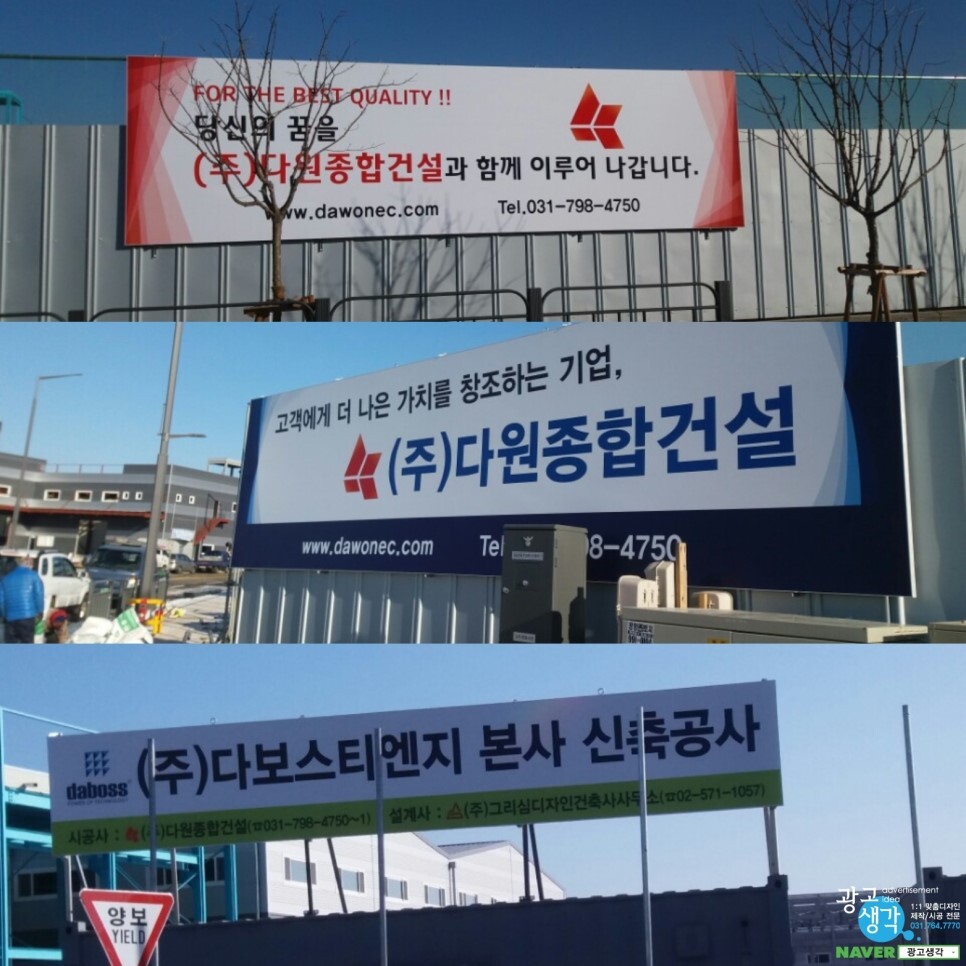 FOR THE BEST QUALITY !!
당신의 꿈을
(주)다원종합건설과 함께 이루어 나갑니다.
www.dawonec.com Tel.031-798-4750
고객에게 더 나은 가치를 창조하는 기업,
(주)다원종합건설
www.dawonec.com 98-4750
daboss
(주)다보스티엔지 본사 신축공사
시공사 : (주)다원종합건설(☎031-798-4750~1) 설계사 : (주)그리심디자인건축사사무소(☎02-571-1057)
양보
YIELD
광고 advertisement
생각 idea
1:1 맞춤디자인
제작/시공 전문
031.764.7770
NAVER 광고생각